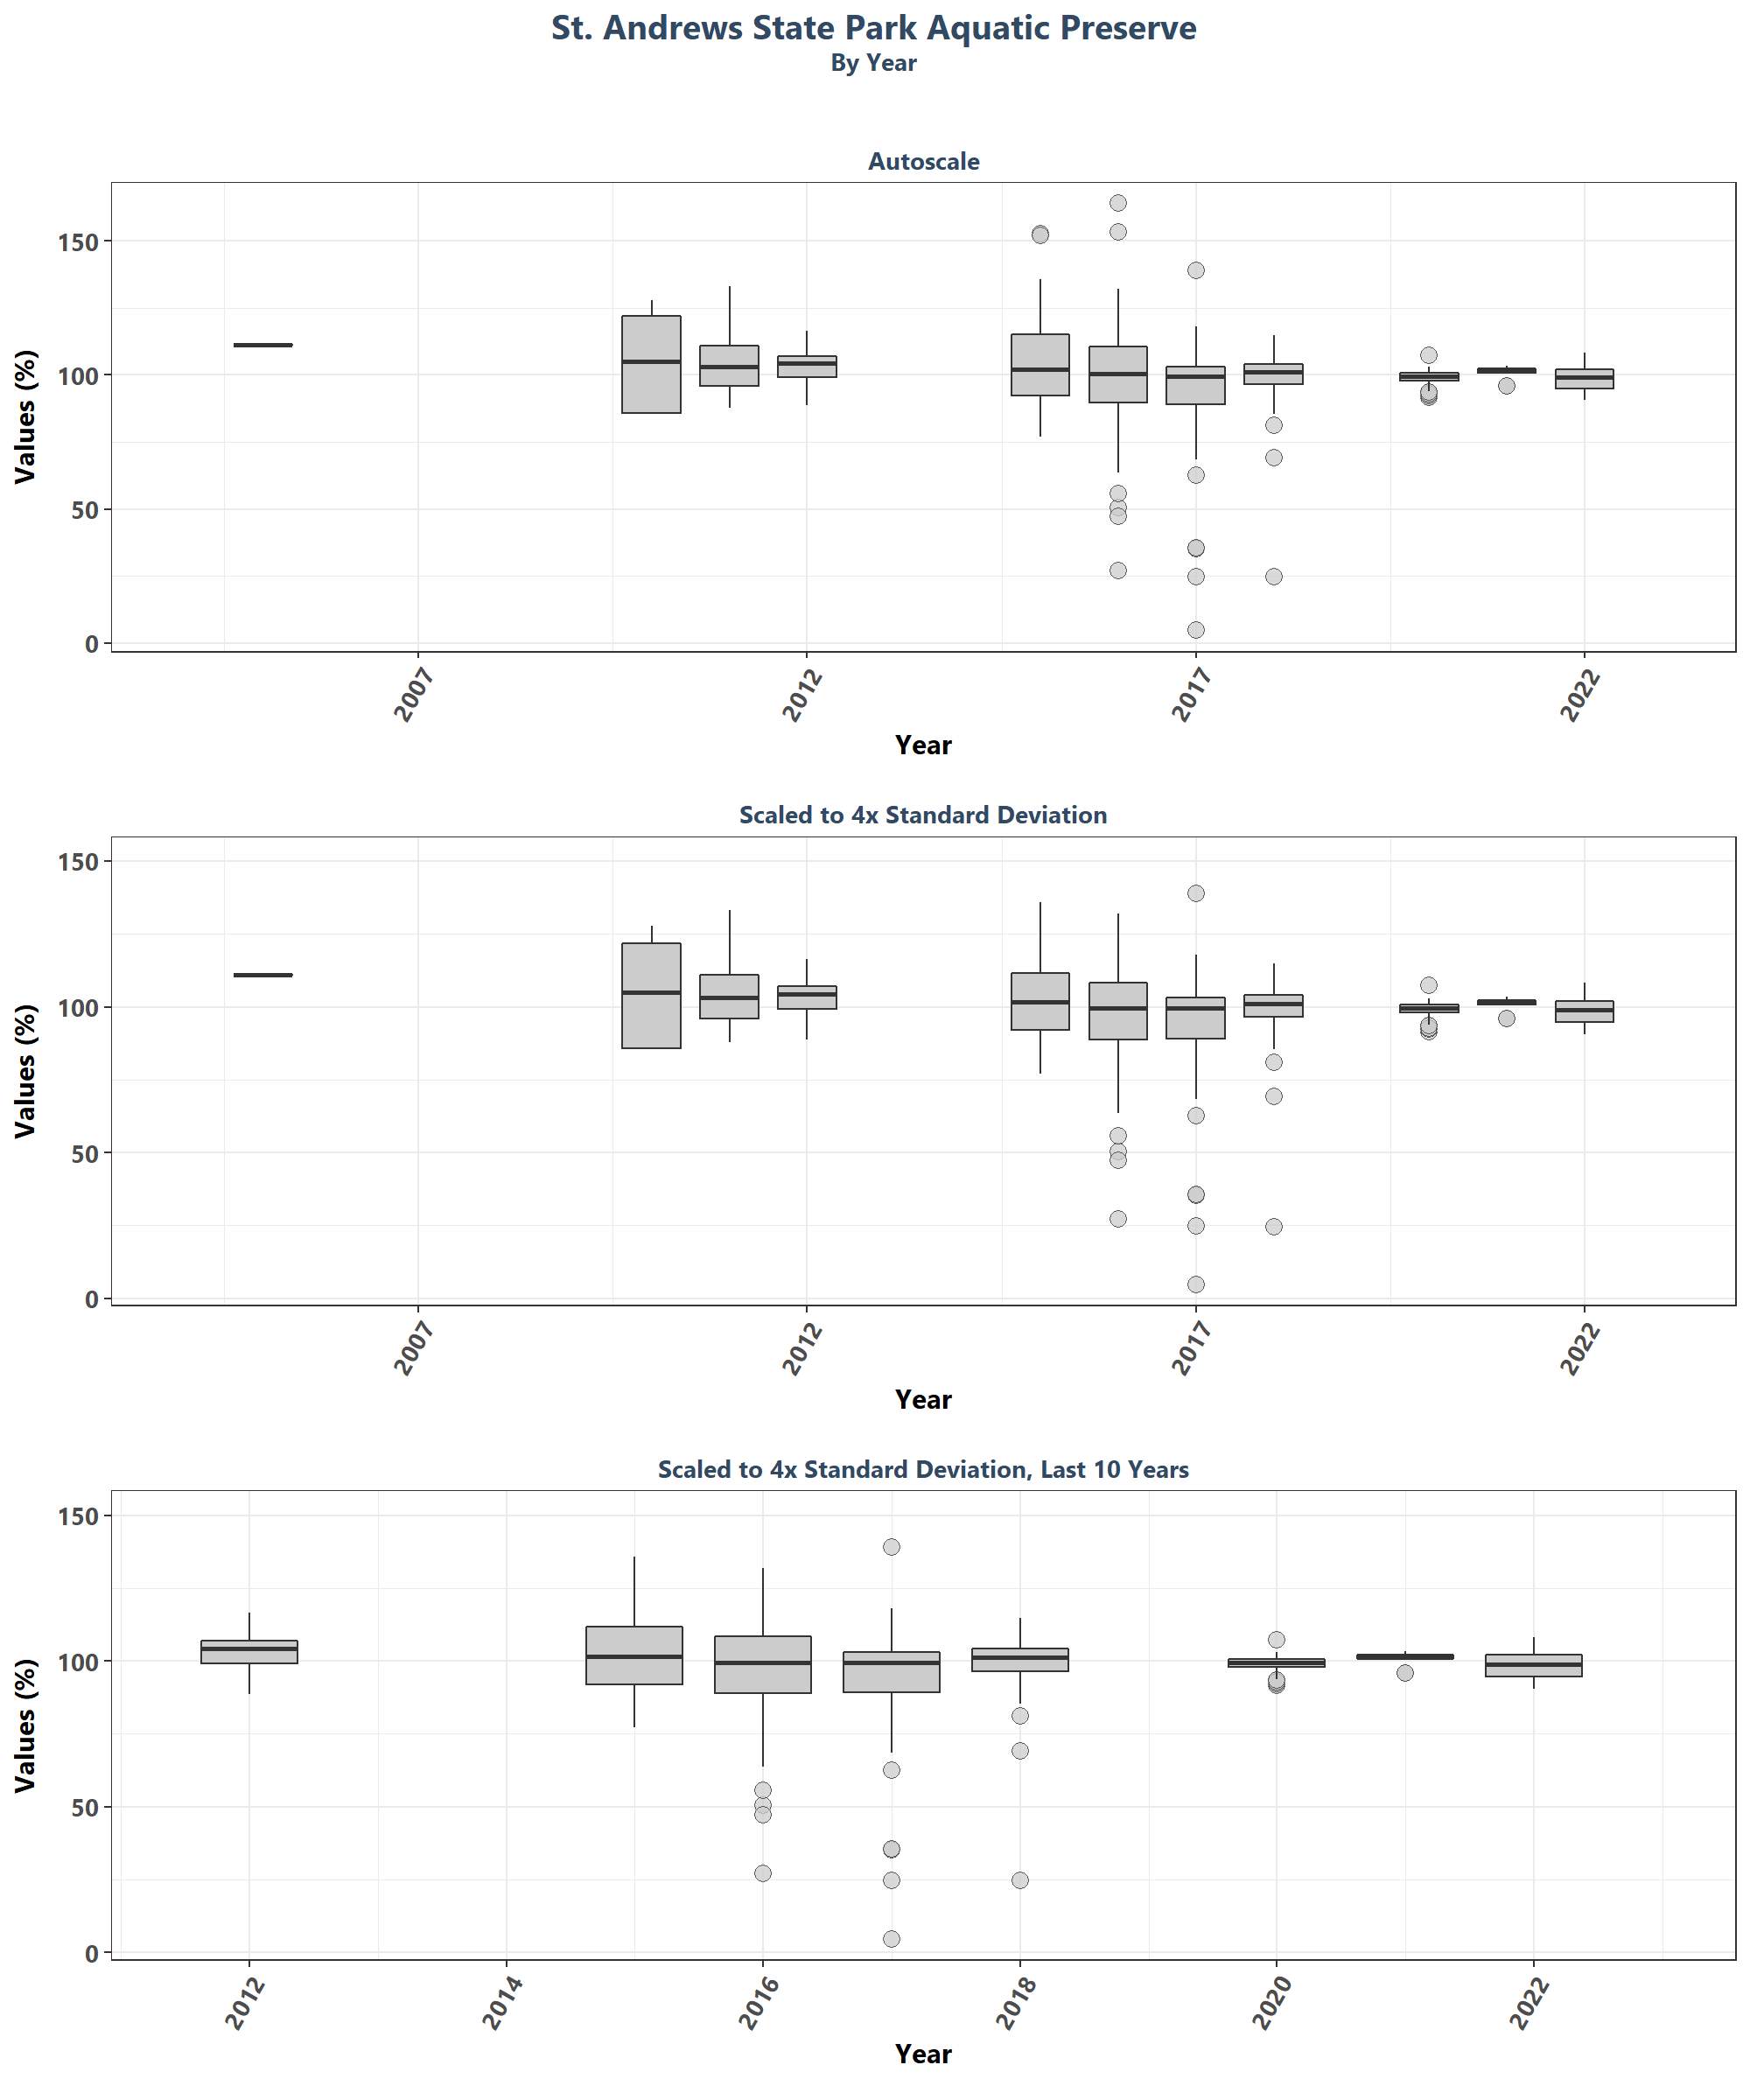 St. Andrews State Park Aquatic Preserve
By Year
Autoscale
Values (%)
150
100
50
0
2007
2012
2017
2022
Year
Scaled to 4x Standard Deviation
Values (%)
150
100
50
0
2007
2012
2017
2022
Year
Scaled to 4x Standard Deviation, Last 10 Years
Values (%)
150
100
50
0
2012
2014
2016
2018
2020
2022
Year